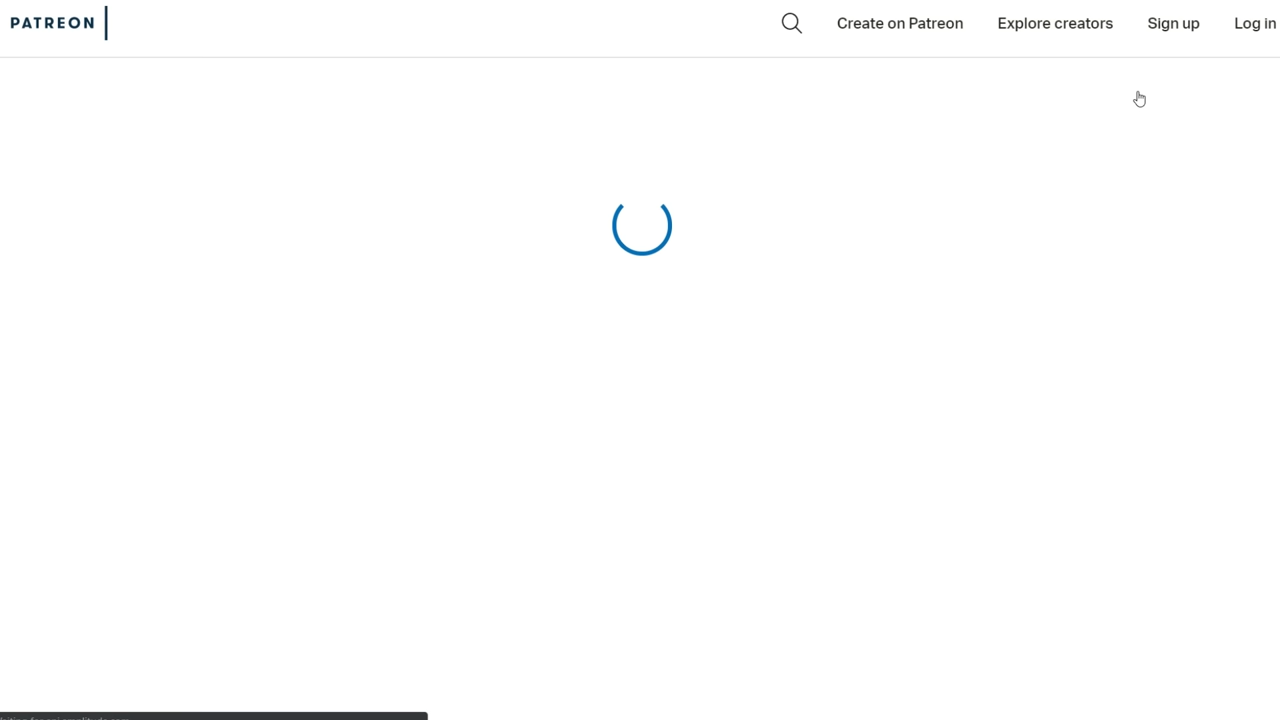 PATREON
Create on Patreon
Explore creators
Sign up
Log in